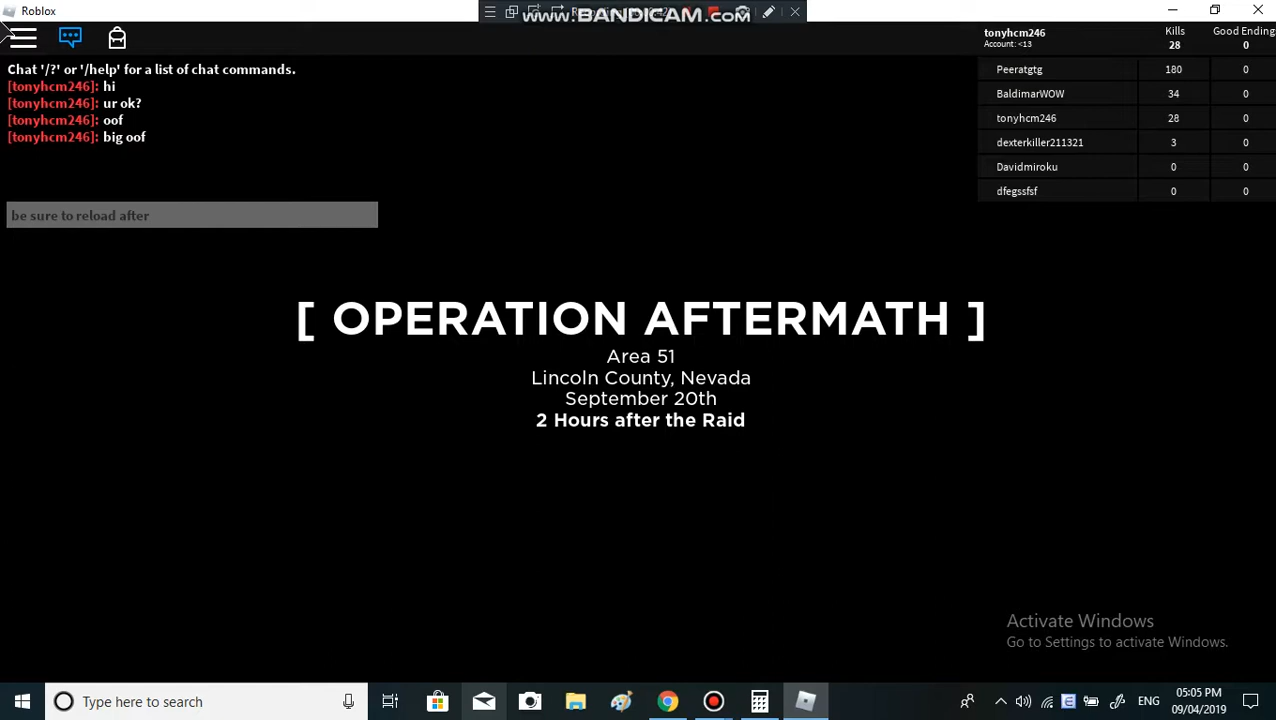 Roblox
www.BANDICAM.com
tonyhcm246
Account: <13
Kills
28
Good Ending
0
Chat '/?' or '/help' for a list of chat commands.
[tonyhcm246]: hi
[tonyhcm246]: ur ok?
[tonyhcm246]: oof
[tonyhcm246]: big oof
be sure to reload after
Peeratgtg 180 0
BaldimarWOW 34 0
tonyhcm246 28 0
dexterkiller211321 3 0
Davidmiroku 0 0
dfegssfsf 0 0
[ OPERATION AFTERMATH ]
Area 51
Lincoln County, Nevada
September 20th
2 Hours after the Raid
Activate Windows
Go to Settings to activate Windows.
Type here to search
ENG
05:05 PM
09/04/2019